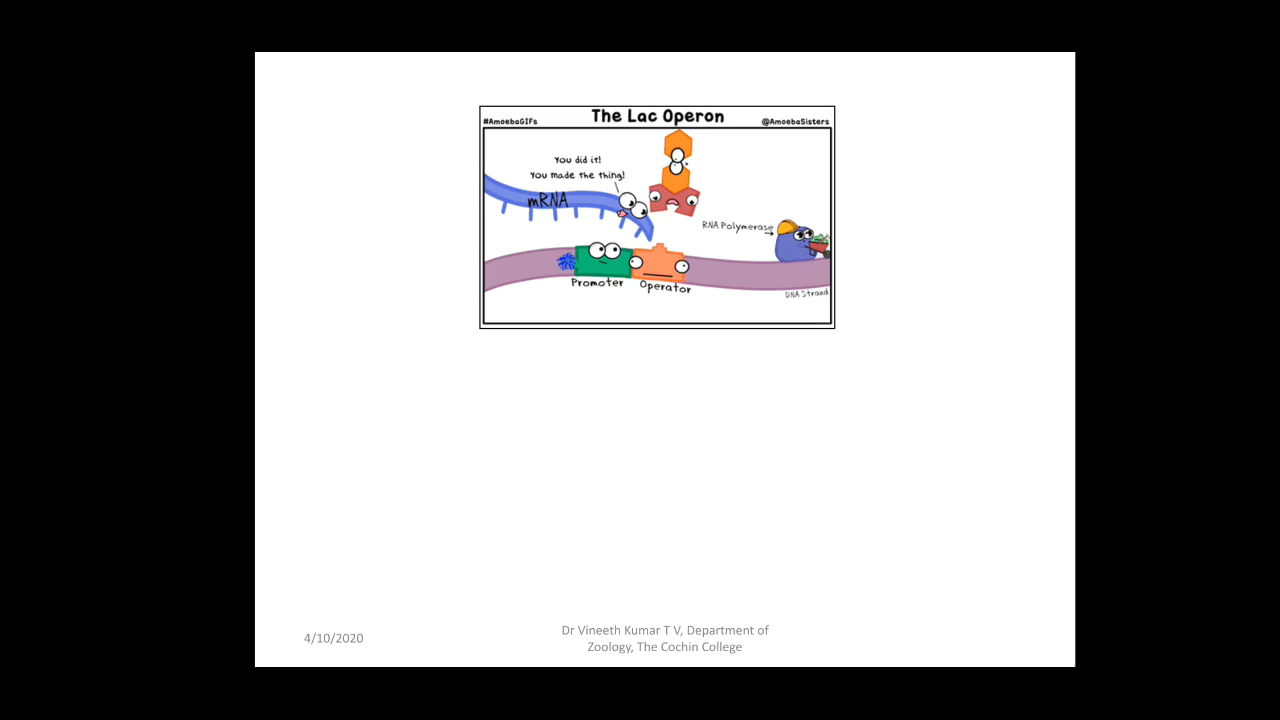 The Lac Operon
#AmoebaGIFs
@AmoebaSisters
You did it!
You made the thing!
mRNA
RNA Polymerase
Promoter
Operator
DNA Strand
4/10/2020
Dr Vineeth Kumar T V, Department of
Zoology, The Cochin College